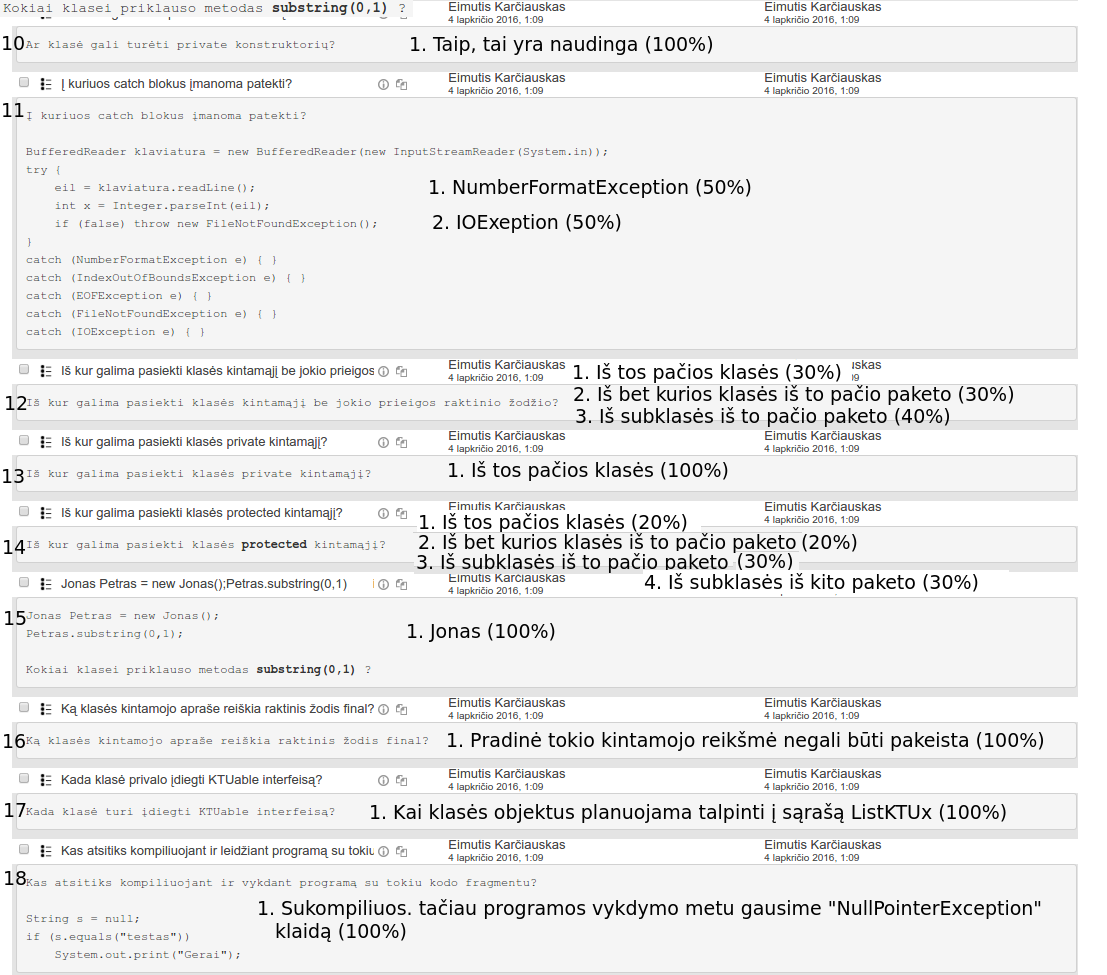 Kokiai klasei priklauso metodas substring(0,1) ?
Eimutis Karčiauskas Eimutis Karčiauskas
4 lapkričio 2016, 1:09 4 lapkričio 2016, 1:09
10 Ar klasė gali turėti private konstruktorių? 1. Taip, tai yra naudinga (100%)
Į kuriuos catch blokus įmanoma patekti? Eimutis Karčiauskas Eimutis Karčiauskas
4 lapkričio 2016, 1:09 4 lapkričio 2016, 1:09
11 Į kuriuos catch blokus įmanoma patekti?
BufferedReader klaviatura = new BufferedReader(new InputStreamReader(System.in));
try {
eil = klaviatura.readLine(); 1. NumberFormatException (50%)
int x = Integer.parseInt(eil);
if (false) throw new FileNotFoundException(); 2. IOExeption (50%)
}
catch (NumberFormatException e) { }
catch (IndexOutOfBoundsException e) { }
catch (EOFException e) { }
catch (FileNotFoundException e) { }
catch (IOException e) { }
Iš kur galima pasiekti klasės kintamąjį be jokio prieigos Eimutis Karčiauskas 1. Iš tos pačios klasės (30%) uskas
4 lapkričio 2016, 1:09 09
2. Iš bet kurios klasės iš to pačio paketo (30%)
12 Iš kur galima pasiekti klasės kintamąjį be jokio prieigos raktinio žodžio?
3. Iš subklasės iš to pačio paketo (40%)
Iš kur galima pasiekti klasės private kintamąjį? Eimutis Karčiauskas Eimutis Karčiauskas
4 lapkričio 2016, 1:09 4 lapkričio 2016, 1:09
13 Iš kur galima pasiekti klasės private kintamąjį? 1. Iš tos pačios klasės (100%)
Iš kur galima pasiekti klasės protected kintamąjį? Eimutis Karčiauskas Eimutis Karčiauskas
1. Iš tos pačios klasės (20%) 4 lapkričio 2016, 1:09
14 Iš kur galima pasiekti klasės protected kintamąjį? 2. Iš bet kurios klasės iš to pačio paketo (20%)
3. Iš subklasės iš to pačio paketo (30%)
Jonas Petras = new Jonas();Petras.substring(0,1) Eimutis Karčiauskas 4. Iš subklasės iš kito paketo (30%)
4 lapkričio 2016, 1:09
15 Jonas Petras = new Jonas();
Petras.substring(0,1); 1. Jonas (100%)
Kokiai klasei priklauso metodas substring(0,1) ?
Ką klasės kintamojo apraše reiškia raktinis žodis final? Eimutis Karčiauskas Eimutis Karčiauskas
4 lapkričio 2016, 1:09 4 lapkričio 2016, 1:09
16 Ką klasės kintamojo apraše reiškia raktinis žodis final? 1. Pradinė tokio kintamojo reikšmė negali būti pakeista (100%)
Kada klasė privalo įdiegti KTUable interfeisą? Eimutis Karčiauskas Eimutis Karčiauskas
4 lapkričio 2016, 1:09 4 lapkričio 2016, 1:09
17 Kada klasė turi įdiegti KTUable interfeisą? 1. Kai klasės objektus planuojama talpinti į sąrašą ListKTUx (100%)
Kas atsitiks kompiliuojant ir leidžiant programą su tokiu Eimutis Karčiauskas Eimutis Karčiauskas
4 lapkričio 2016, 1:09 4 lapkričio 2016, 1:09
18 Kas atsitiks kompiliuojant ir vykdant programą su tokiu kodo fragmentu?
String s = null; 1. Sukompiliuos. tačiau programos vykdymo metu gausime "NullPointerException"
if (s.equals("testas")) klaidą (100%)
System.out.print("Gerai");